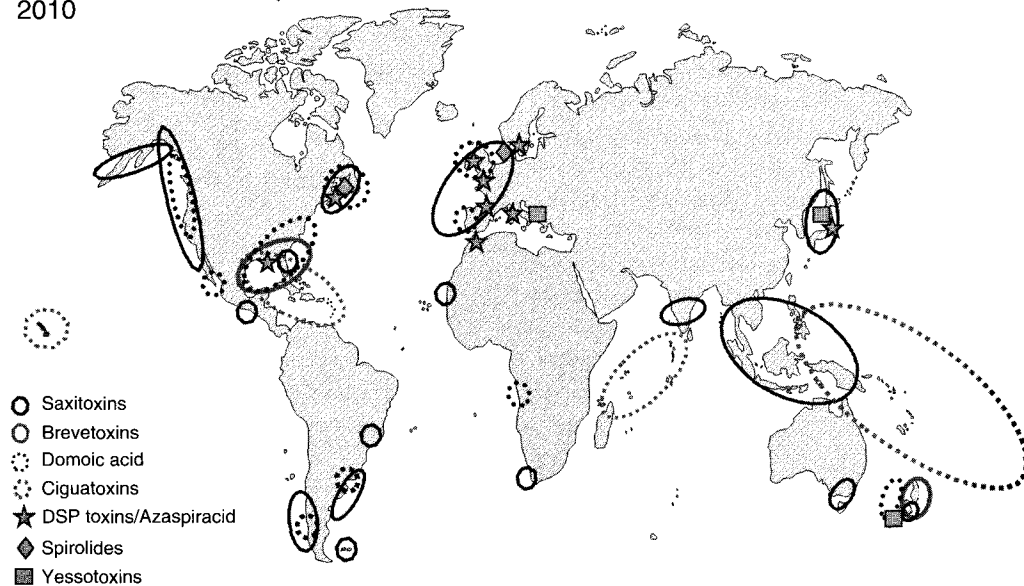 2010
Saxitoxins
Brevetoxins
Domoic acid
Ciguatoxins
DSP toxins/Azaspiracid
Spirolides
Yessotoxins